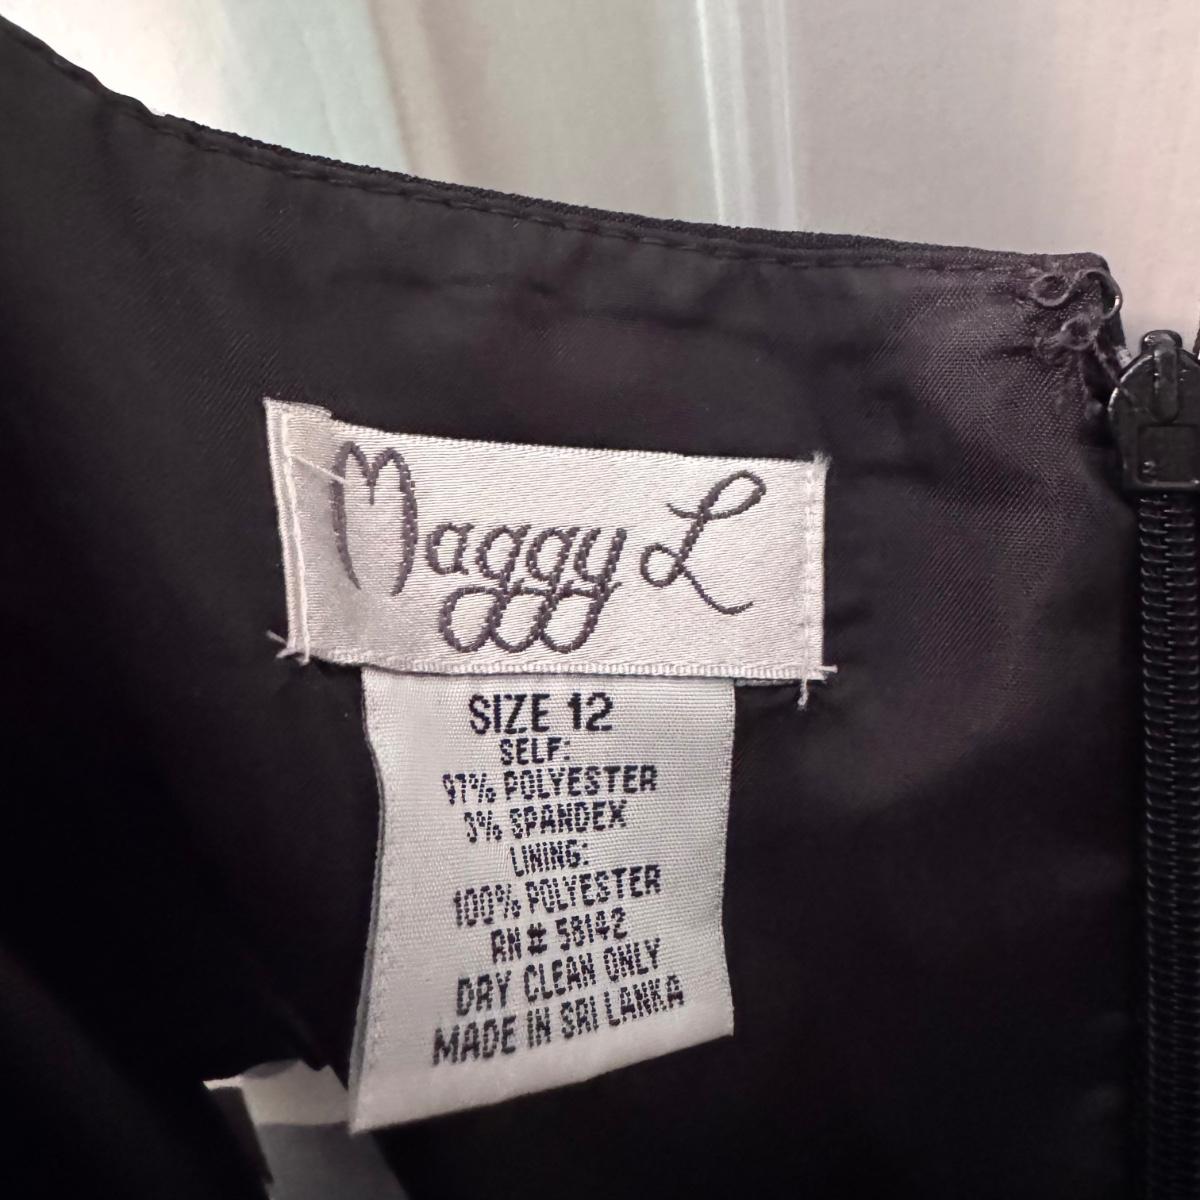 Maggy L
SIZE 12
SELF:
97% POLYESTER
3% SPANDEX
LINING:
100% POLYESTER
RN# 58142
DRY CLEAN ONLY
MADE IN SRI LANKA